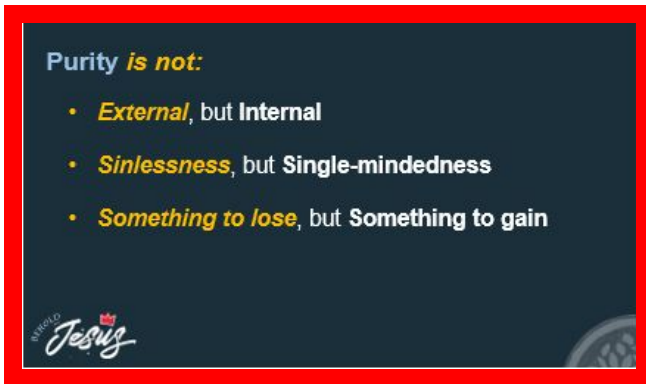 Purity is not:
• External, but Internal
• Sinlessness, but Single-mindedness
• Something to lose, but Something to gain
BEHOLD
Jesus